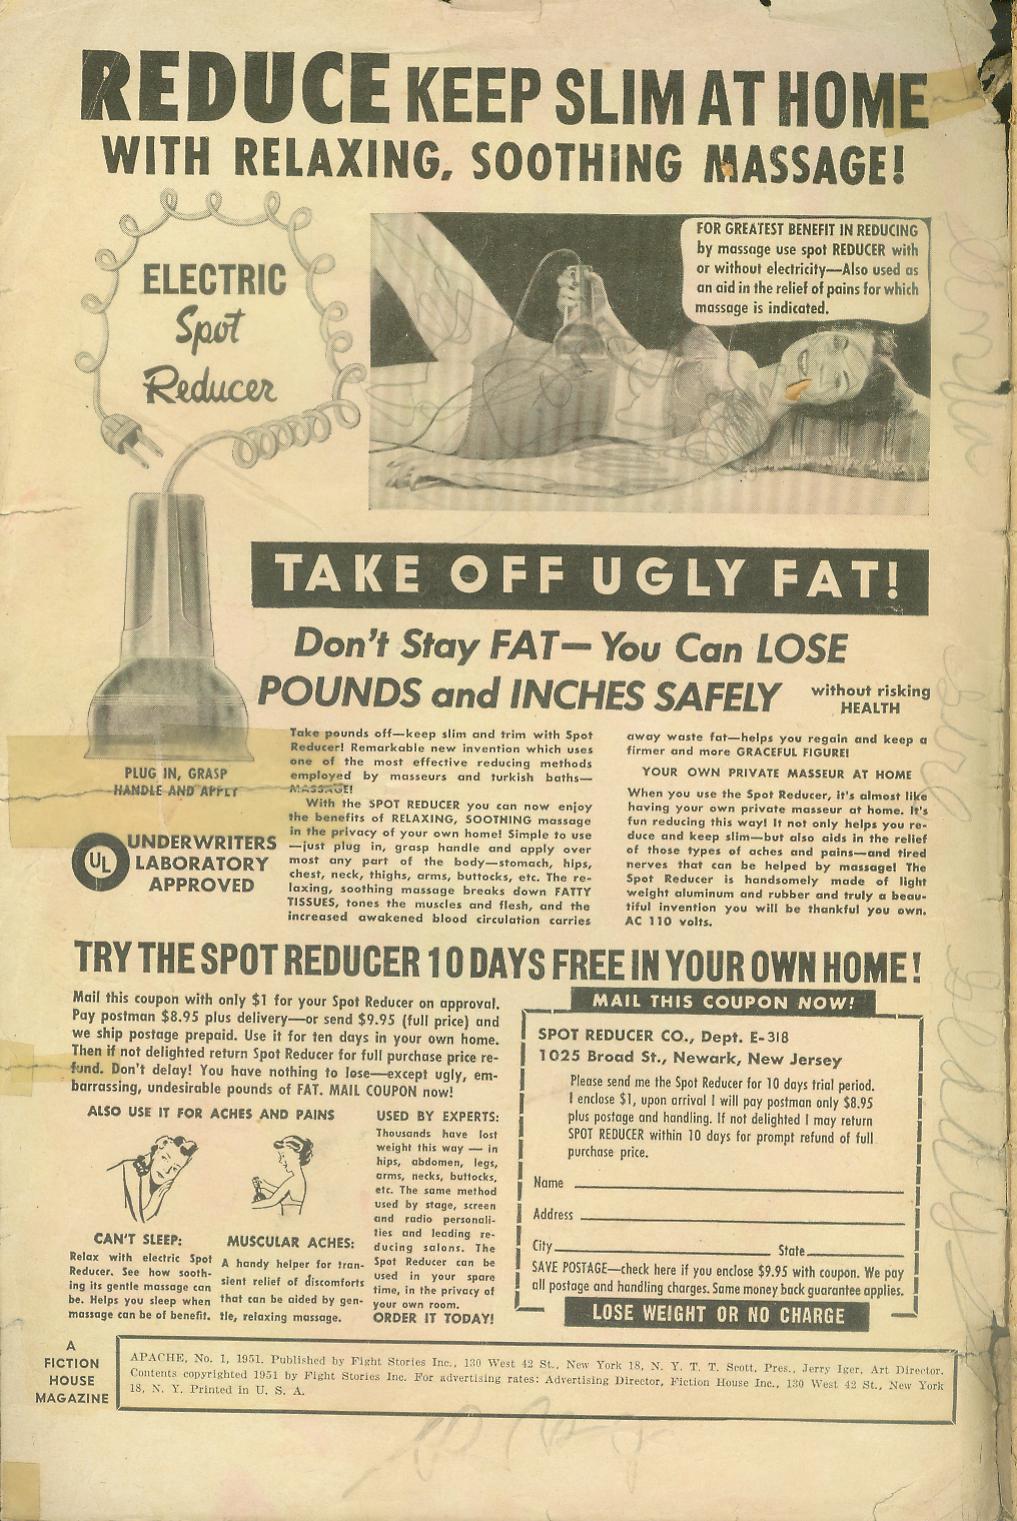 REDUCE KEEP SLIM AT HOME
WITH RELAXING, SOOTHING MASSAGE!
ELECTRIC
Spot
Reducer
FOR GREATEST BENEFIT IN REDUCING
by massage use spot REDUCER with
or without electricity—Also used as
an aid in the relief of pains for which
massage is indicated.
TAKE OFF UGLY FAT!
Don't Stay FAT—You Can LOSE
POUNDS and INCHES SAFELY
without risking
HEALTH
PLUG IN, GRASP
HANDLE AND APPLY
UL
UNDERWRITERS
LABORATORY
APPROVED
Take pounds off—keep slim and trim with Spot
Reducer! Remarkable new invention which uses
one of the most effective reducing methods
employed by masseurs and turkish baths—
MASSAGE!
With the SPOT REDUCER you can now enjoy
the benefits of RELAXING, SOOTHING massage
in the privacy of your own home! Simple to use
—just plug in, grasp handle and apply over
most any part of the body—stomach, hips,
chest, neck, thighs, arms, buttocks, etc. The re-
laxing, soothing massage breaks down FATTY
TISSUES, tones the muscles and flesh, and the
increased awakened blood circulation carries
away waste fat—helps you regain and keep a
firmer and more GRACEFUL FIGURE!
YOUR OWN PRIVATE MASSEUR AT HOME
When you use the Spot Reducer, it's almost like
having your own private masseur at home. It's
fun reducing this way! It not only helps you re-
duce and keep slim—but also aids in the relief
of those types of aches and pains—and tired
nerves that can be helped by massage! The
Spot Reducer is handsomely made of light
weight aluminum and rubber and truly a beau-
tiful invention you will be thankful you own.
AC 110 volts.
TRY THE SPOT REDUCER 10 DAYS FREE IN YOUR OWN HOME!
Mail this coupon with only $1 for your Spot Reducer on approval.
Pay postman $8.95 plus delivery—or send $9.95 (full price) and
we ship postage prepaid. Use it for ten days in your own home.
Then if not delighted return Spot Reducer for full purchase price re-
fund. Don't delay! You have nothing to lose—except ugly, em-
barrassing, undesirable pounds of FAT. MAIL COUPON now!
ALSO USE IT FOR ACHES AND PAINS
CAN'T SLEEP:
Relax with electric Spot
Reducer. See how sooth-
ing its gentle massage can
be. Helps you sleep when
massage can be of benefit.
MUSCULAR ACHES:
A handy helper for tran-
sient relief of discomforts
that can be aided by gen-
tle, relaxing massage.
USED BY EXPERTS:
Thousands have lost
weight this way — in
hips, abdomen, legs,
arms, necks, buttocks,
etc. The same method
used by stage, screen
and radio personali-
ties and leading re-
ducing salons. The
Spot Reducer can be
used in your spare
time, in the privacy of
your own room.
ORDER IT TODAY!
MAIL THIS COUPON NOW!
SPOT REDUCER CO., Dept. E-318
1025 Broad St., Newark, New Jersey
Please send me the Spot Reducer for 10 days trial period.
I enclose $1, upon arrival I will pay postman only $8.95
plus postage and handling. If not delighted I may return
SPOT REDUCER within 10 days for prompt refund of full
purchase price.
Name
Address
City State
SAVE POSTAGE—check here if you enclose $9.95 with coupon. We pay
all postage and handling charges. Same money back guarantee applies.
LOSE WEIGHT OR NO CHARGE
A
FICTION
HOUSE
MAGAZINE
APACHE, No. 1, 1951. Published by Fight Stories Inc., 130 West 42 St., New York 18, N. Y. T. T. Scott, Pres., Jerry Iger, Art Director.
Contents copyrighted 1951 by Fight Stories Inc. For advertising rates: Advertising Director, Fiction House Inc., 130 West 42 St., New York
18, N. Y. Printed in U. S. A.